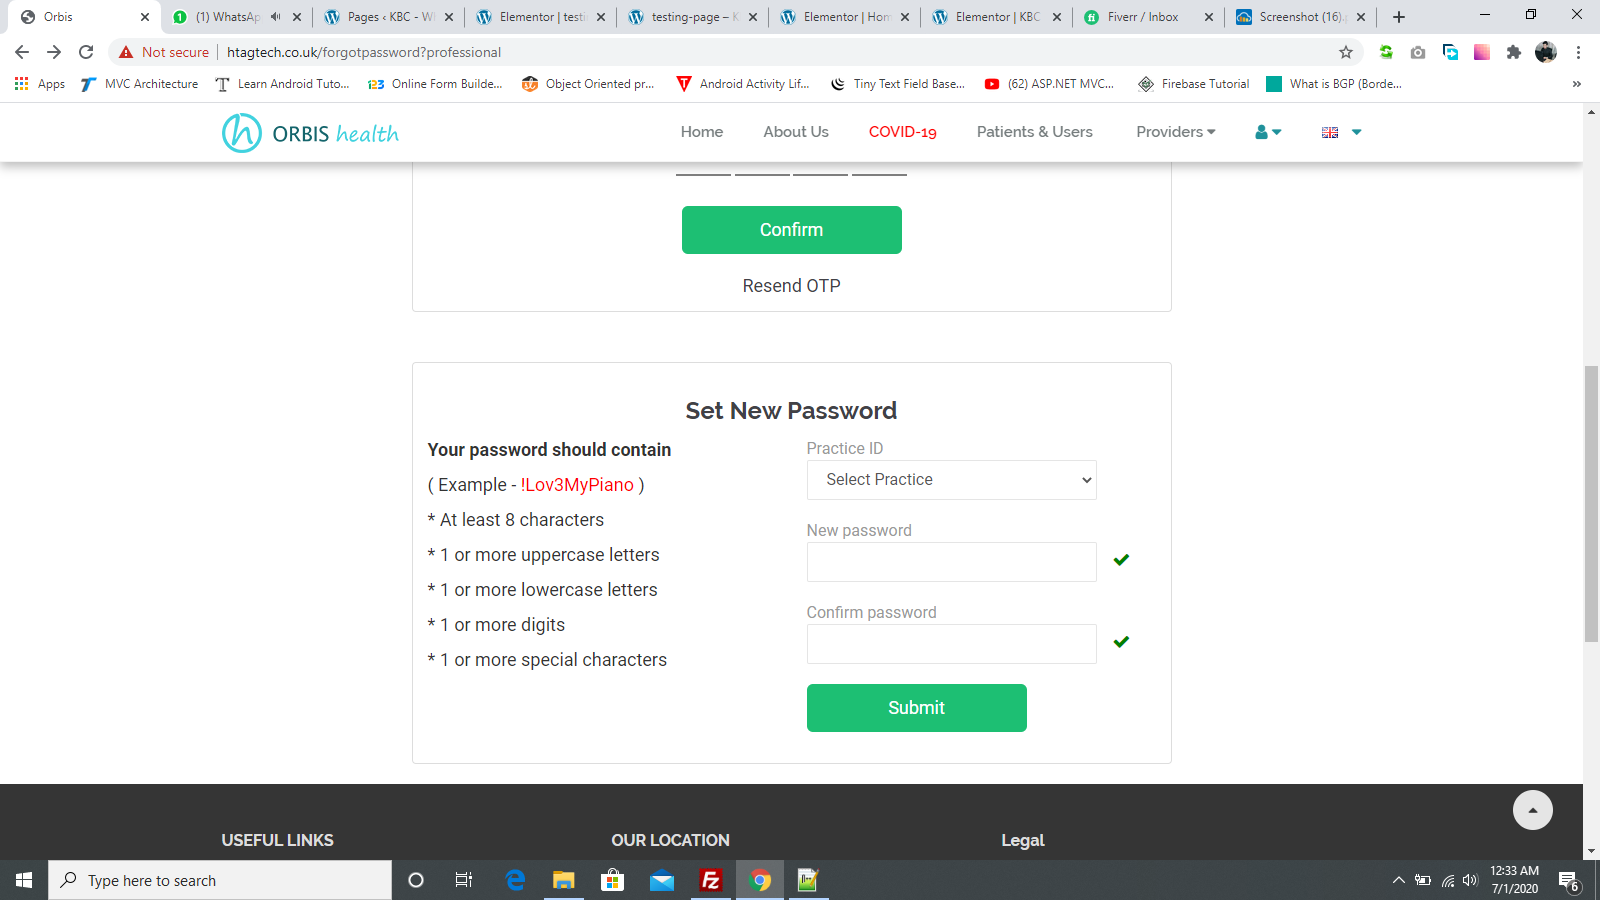 Orbis
(1) WhatsAp
Pages ‹ KBC - W
Elementor | testi
testing-page – K
Elementor | Hom
Elementor | KBC
Fiverr / Inbox
Screenshot (16).p
Not secure
htagtech.co.uk/forgotpassword?professional
Apps
MVC Architecture
Learn Android Tuto...
123
Online Form Builde...
Object Oriented pr...
Android Activity Lif...
Tiny Text Field Base...
(62) ASP.NET MVC...
Firebase Tutorial
What is BGP (Borde...
ORBIS health
Home
About Us
COVID-19
Patients & Users
Providers
Confirm
Resend OTP
Set New Password
Your password should contain
( Example - !Lov3MyPiano )
* At least 8 characters
* 1 or more uppercase letters
* 1 or more lowercase letters
* 1 or more digits
* 1 or more special characters
Practice ID
Select Practice
New password
Confirm password
Submit
USEFUL LINKS
OUR LOCATION
Legal
Type here to search
12:33 AM
7/1/2020
6